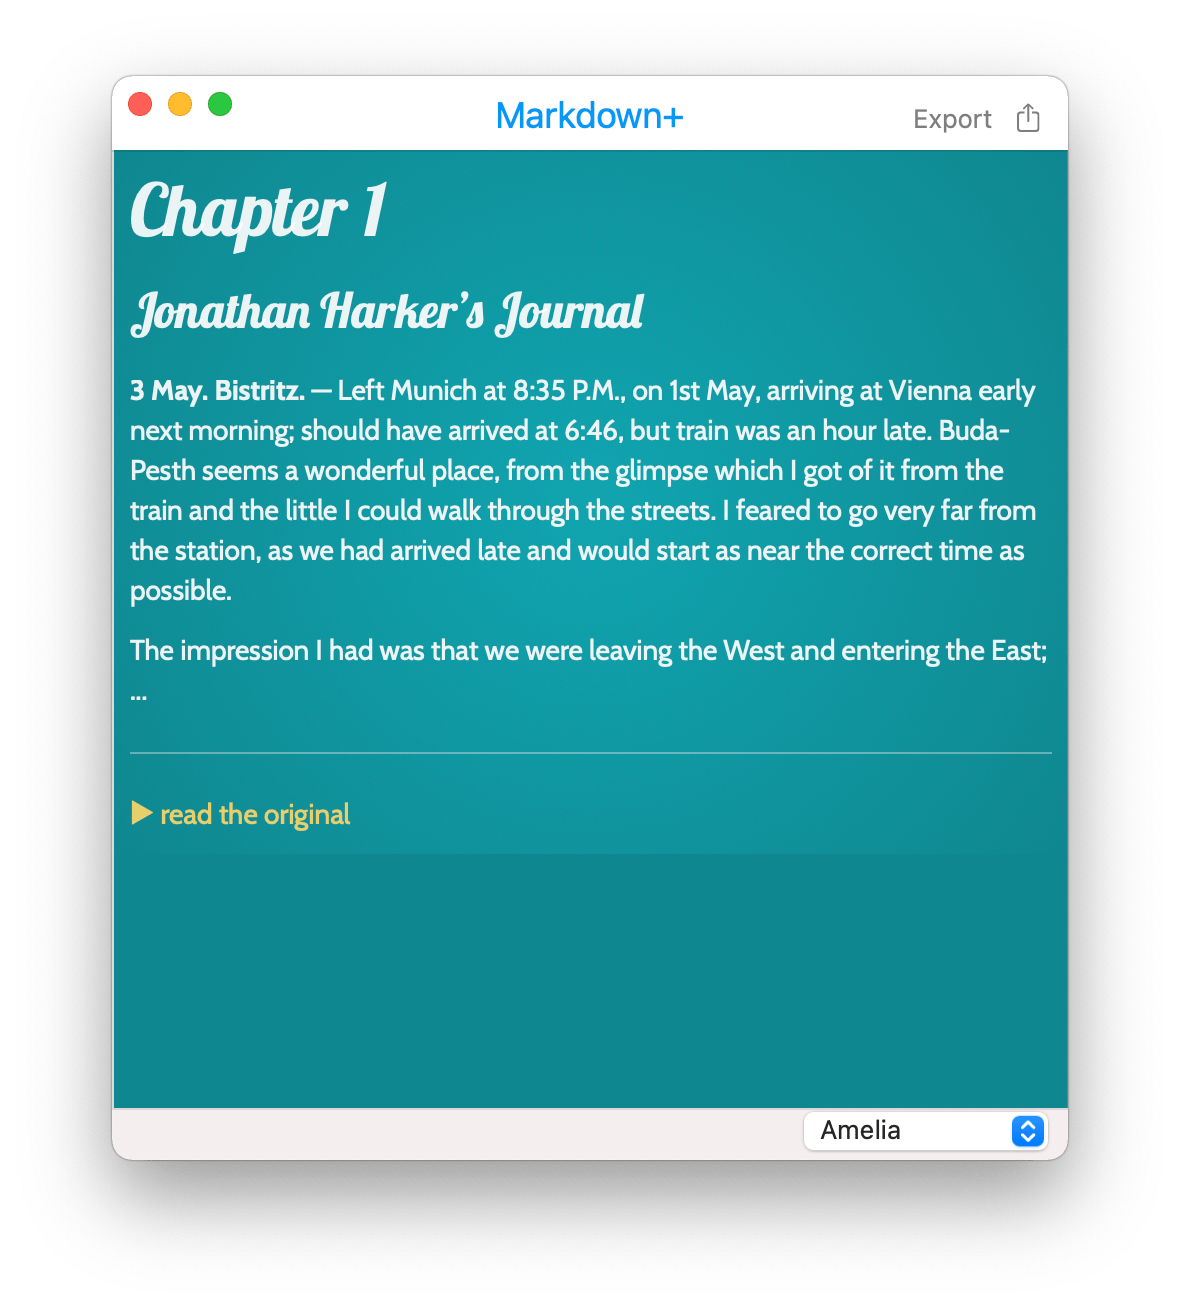 Markdown+
Export
Chapter 1
Jonathan Harker’s Journal
3 May. Bistritz. — Left Munich at 8:35 P.M., on 1st May, arriving at Vienna early
next morning; should have arrived at 6:46, but train was an hour late. Buda-
Pesth seems a wonderful place, from the glimpse which I got of it from the
train and the little I could walk through the streets. I feared to go very far from
the station, as we had arrived late and would start as near the correct time as
possible.
The impression I had was that we were leaving the West and entering the East;
…
read the original
Amelia